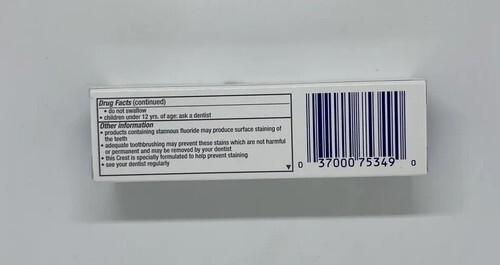 Drug Facts (continued)
• do not swallow
• children under 12 yrs. of age: ask a dentist
Other information
• products containing stannous fluoride may produce surface staining of
the teeth
• adequate toothbrushing may prevent these stains which are not harmful
or permanent and may be removed by your dentist
• this Crest is specially formulated to help prevent staining
• see your dentist regularly
0 37000 75349 0